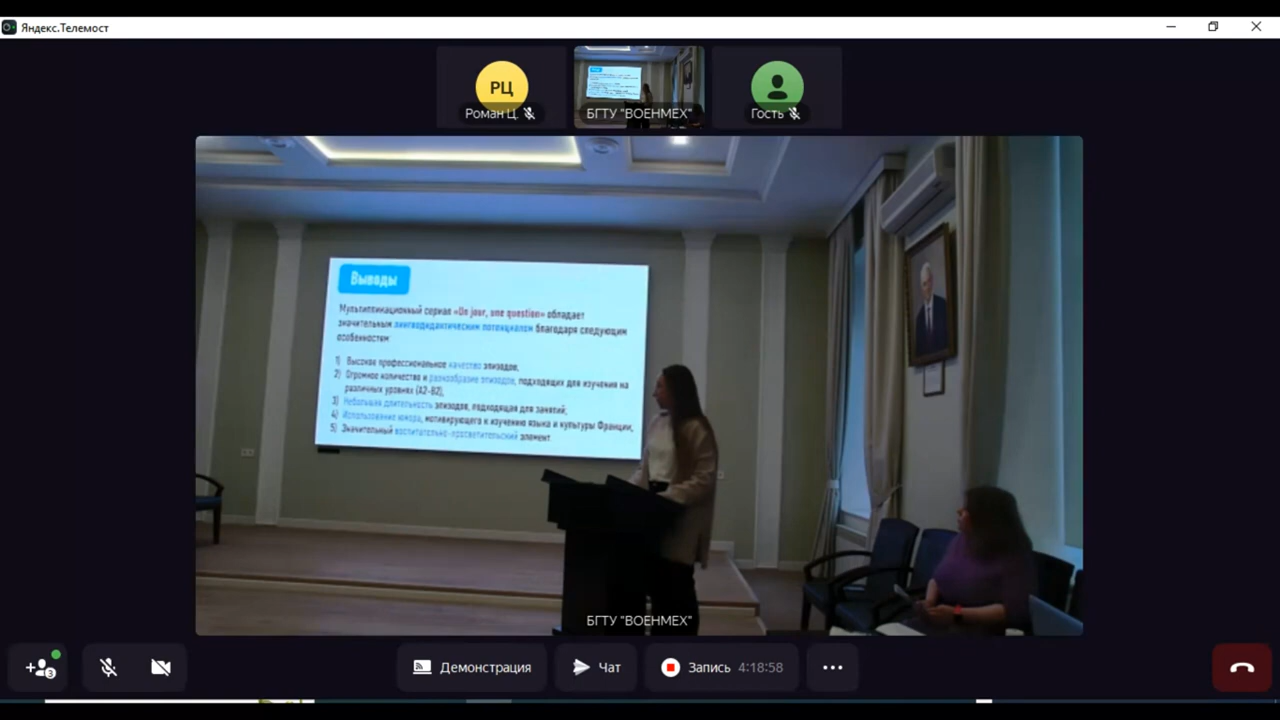 Яндекс.Телемост
РЦ
Роман Ц.
БГТУ "ВОЕНМЕХ"
Гость
Выводы
Мультипликационный сериал «Un jour, une question» обладает
значительным лингводидактическим потенциалом благодаря следующим
особенностям
1) Высокое профессиональное качество эпизодов,
2) Огромное количество и разнообразие эпизодов, подходящих для изучения на
различных уровнях (А2-В2),
3) Небольшая длительность эпизодов, подходящая для занятий;
4) Использование юмора, мотивирующего к изучению языка и культуры Франции,
5) Значительный воспитательно-просветительский элемент
БГТУ "ВОЕНМЕХ"
3
Демонстрация
Чат
Запись 4:18:58